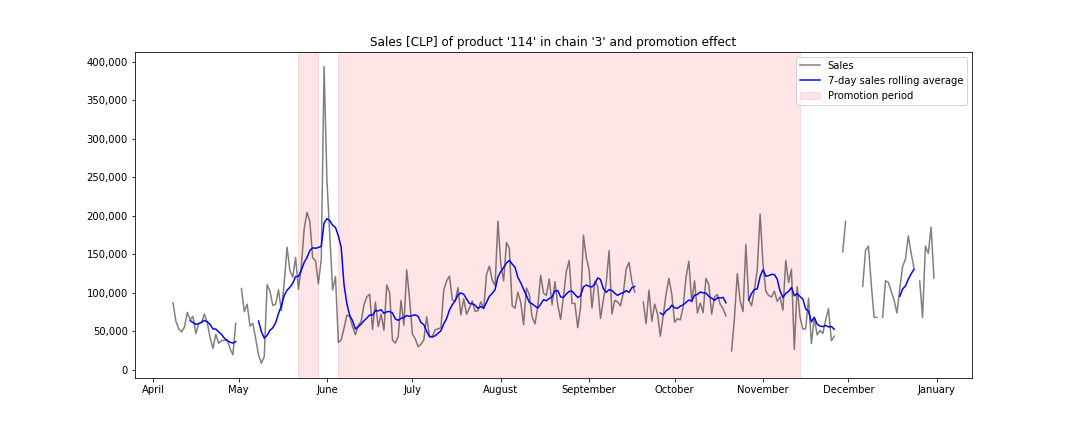 Sales [CLP] of product '114' in chain '3' and promotion effect
400,000
350,000
300,000
250,000
200,000
150,000
100,000
50,000
0
Sales
7-day sales rolling average
Promotion period
April May June July August September October November December January